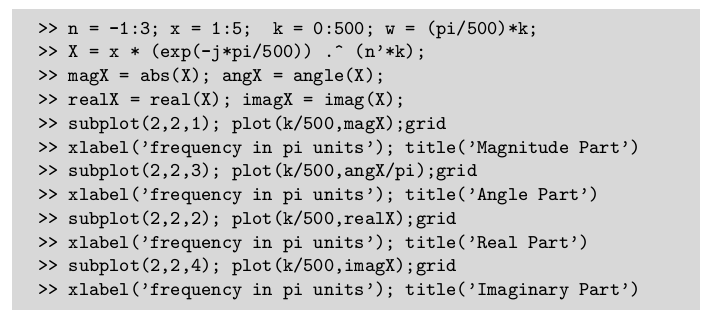 >> n = -1:3; x = 1:5;  k = 0:500; w = (pi/500)*k;
>> X = x * (exp(-j*pi/500)) .^ (n’*k);
>> magX = abs(X); angX = angle(X);
>> realX = real(X); imagX = imag(X);
>> subplot(2,2,1); plot(k/500,magX);grid
>> xlabel(’frequency in pi units’); title(’Magnitude Part’)
>> subplot(2,2,3); plot(k/500,angX/pi);grid
>> xlabel(’frequency in pi units’); title(’Angle Part’)
>> subplot(2,2,2); plot(k/500,realX);grid
>> xlabel(’frequency in pi units’); title(’Real Part’)
>> subplot(2,2,4); plot(k/500,imagX);grid
>> xlabel(’frequency in pi units’); title(’Imaginary Part’)